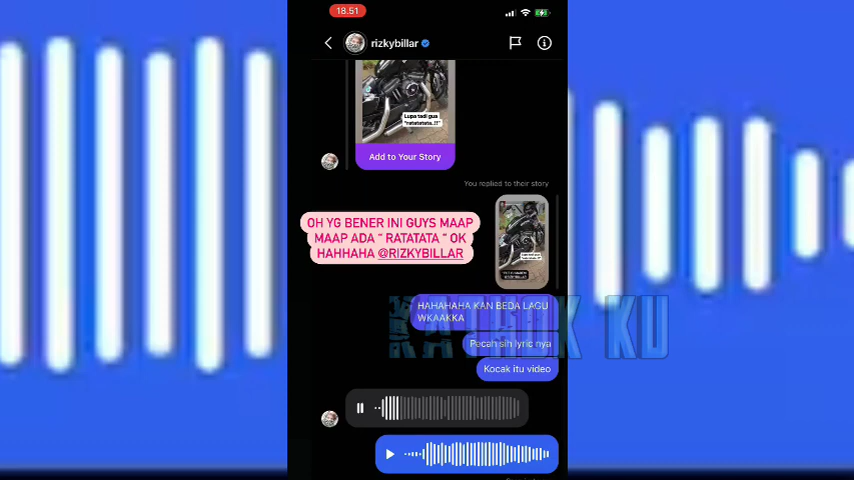 18.51
rizkybillar
Lupa tadi gua
"ratatatata..!!!"
Add to Your Story
You replied to their story
OH YG BENER INI GUYS MAAP
MAAP ADA " RATATATA " OK
HAHHAHA @RIZKYBILLAR
HAHAHAHA KAN BEDA LAGU
WKAAKKA
KU
Pecah sih lyric nya
Kocak itu video